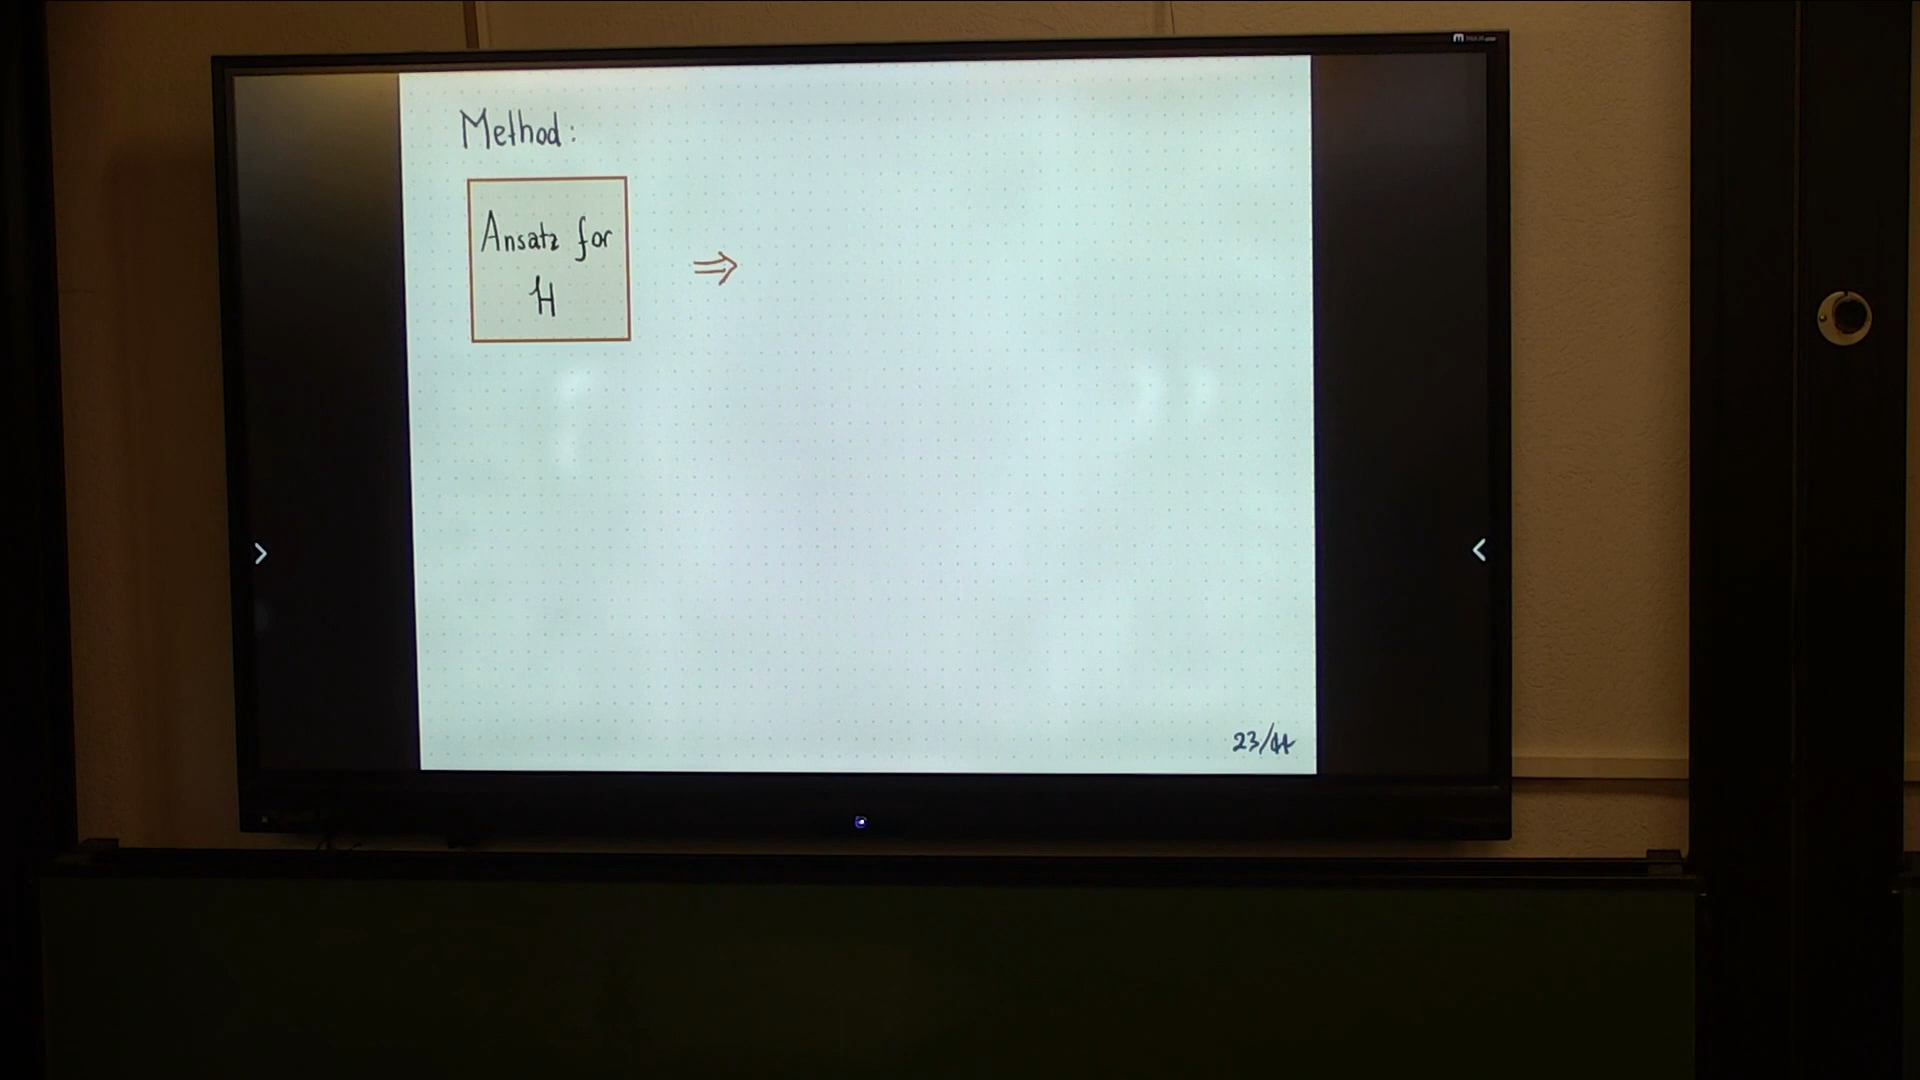 Method:
Ansatz for
H
⇒
23/44